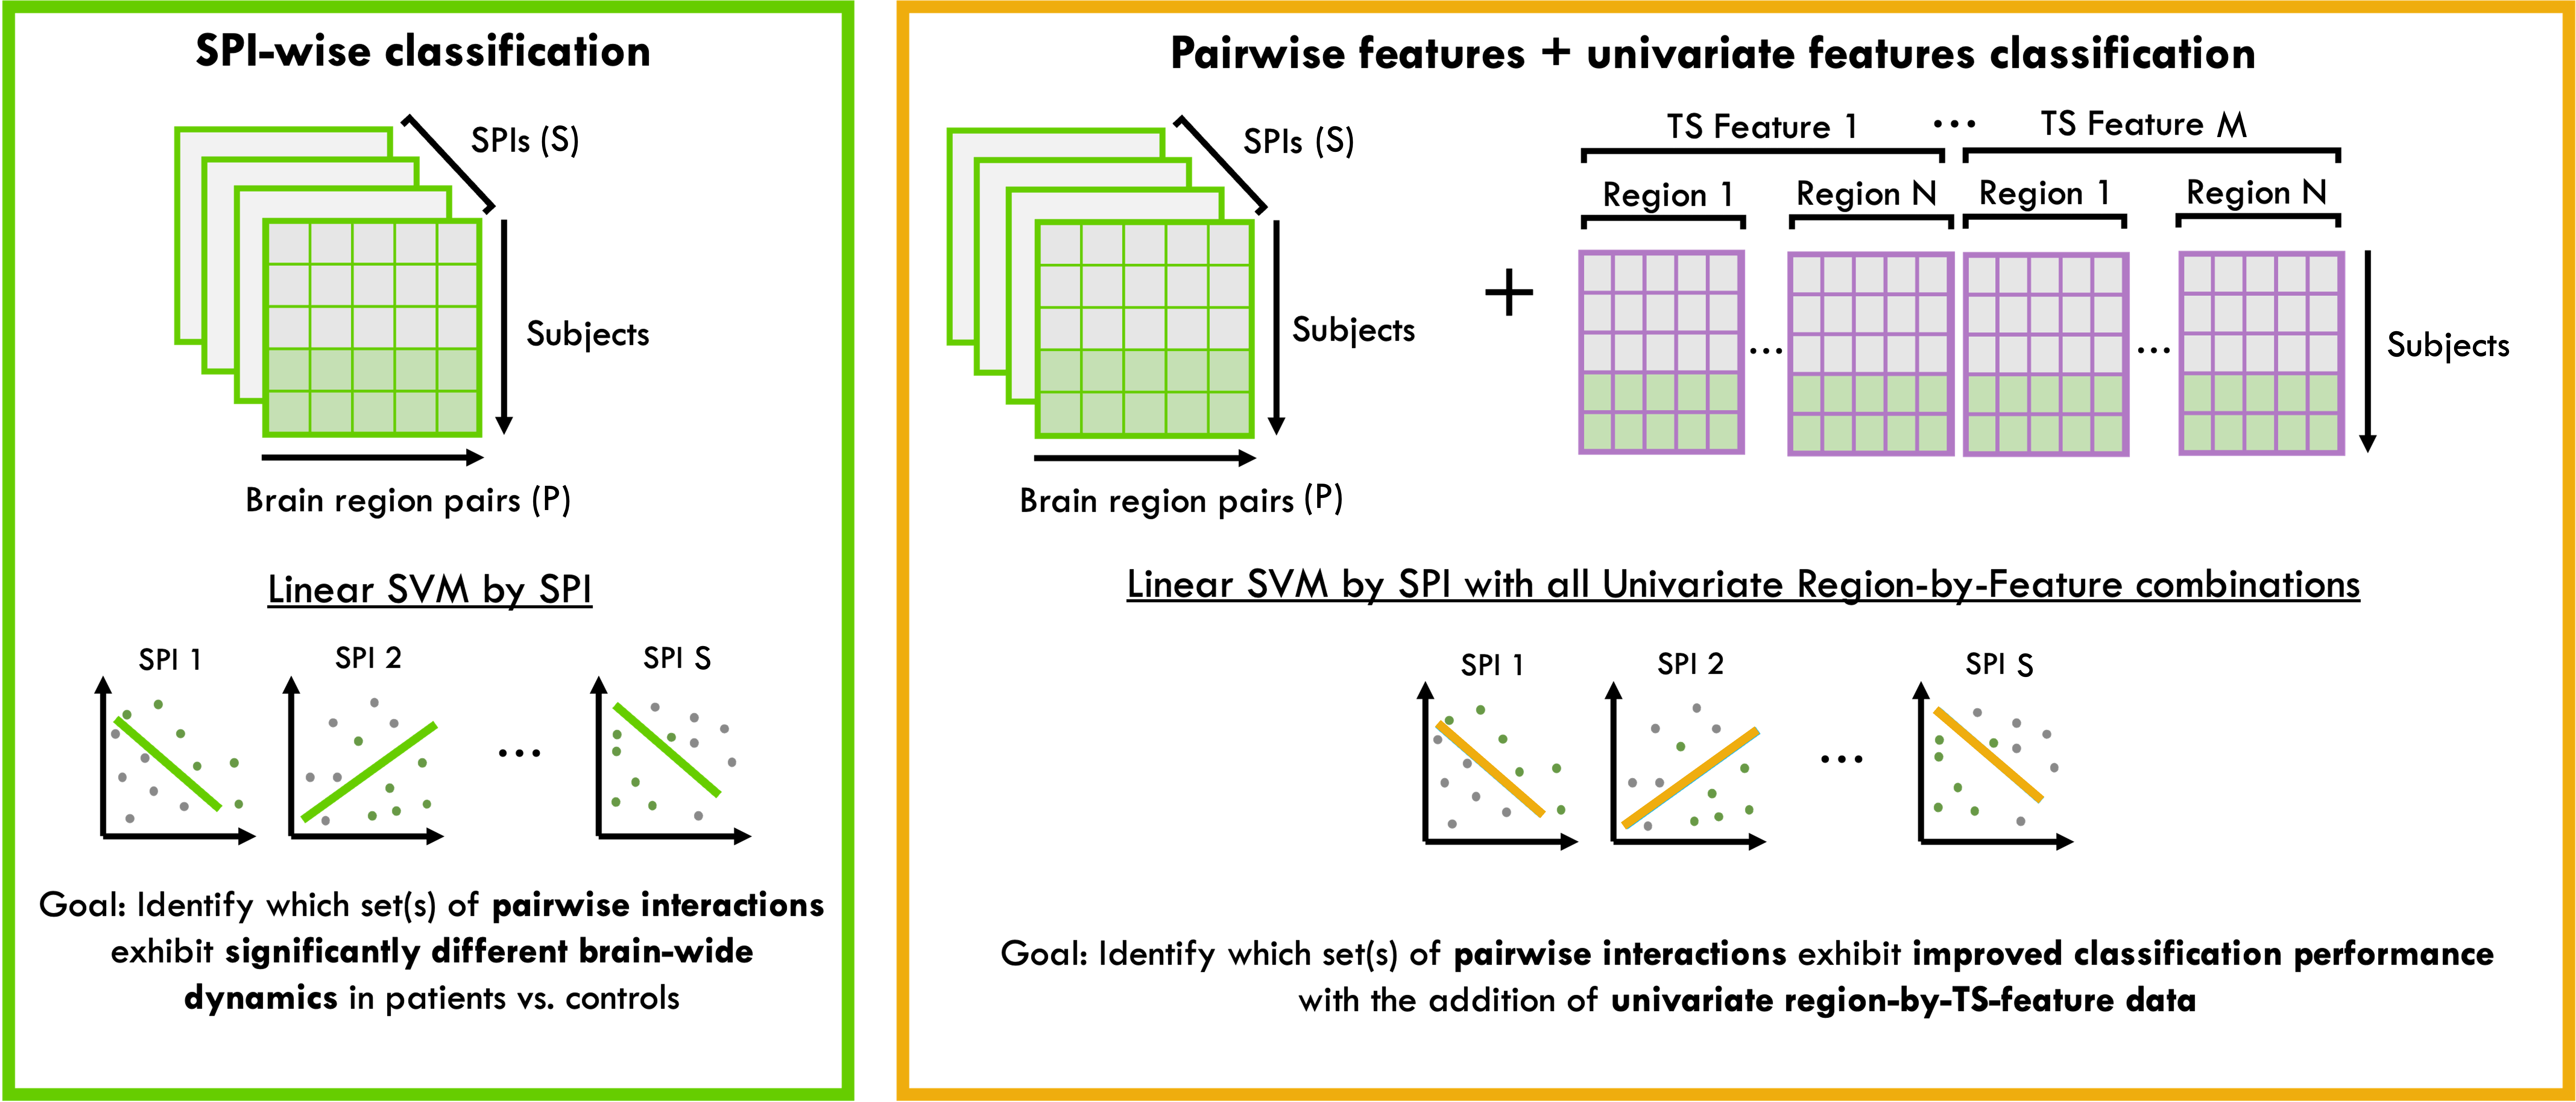 SPI-wise classification
SPIs (S)
Subjects
Brain region pairs (P)
Linear SVM by SPI
SPI 1
SPI 2
...
SPI S
Goal: Identify which set(s) of pairwise interactions
exhibit significantly different brain-wide
dynamics in patients vs. controls
Pairwise features + univariate features classification
SPIs (S)
Subjects
Brain region pairs (P)
+
TS Feature 1
...
TS Feature M
Region 1
Region N
Region 1
Region N
...
...
Subjects
Linear SVM by SPI with all Univariate Region-by-Feature combinations
SPI 1
SPI 2
...
SPI S
Goal: Identify which set(s) of pairwise interactions exhibit improved classification performance
with the addition of univariate region-by-TS-feature data